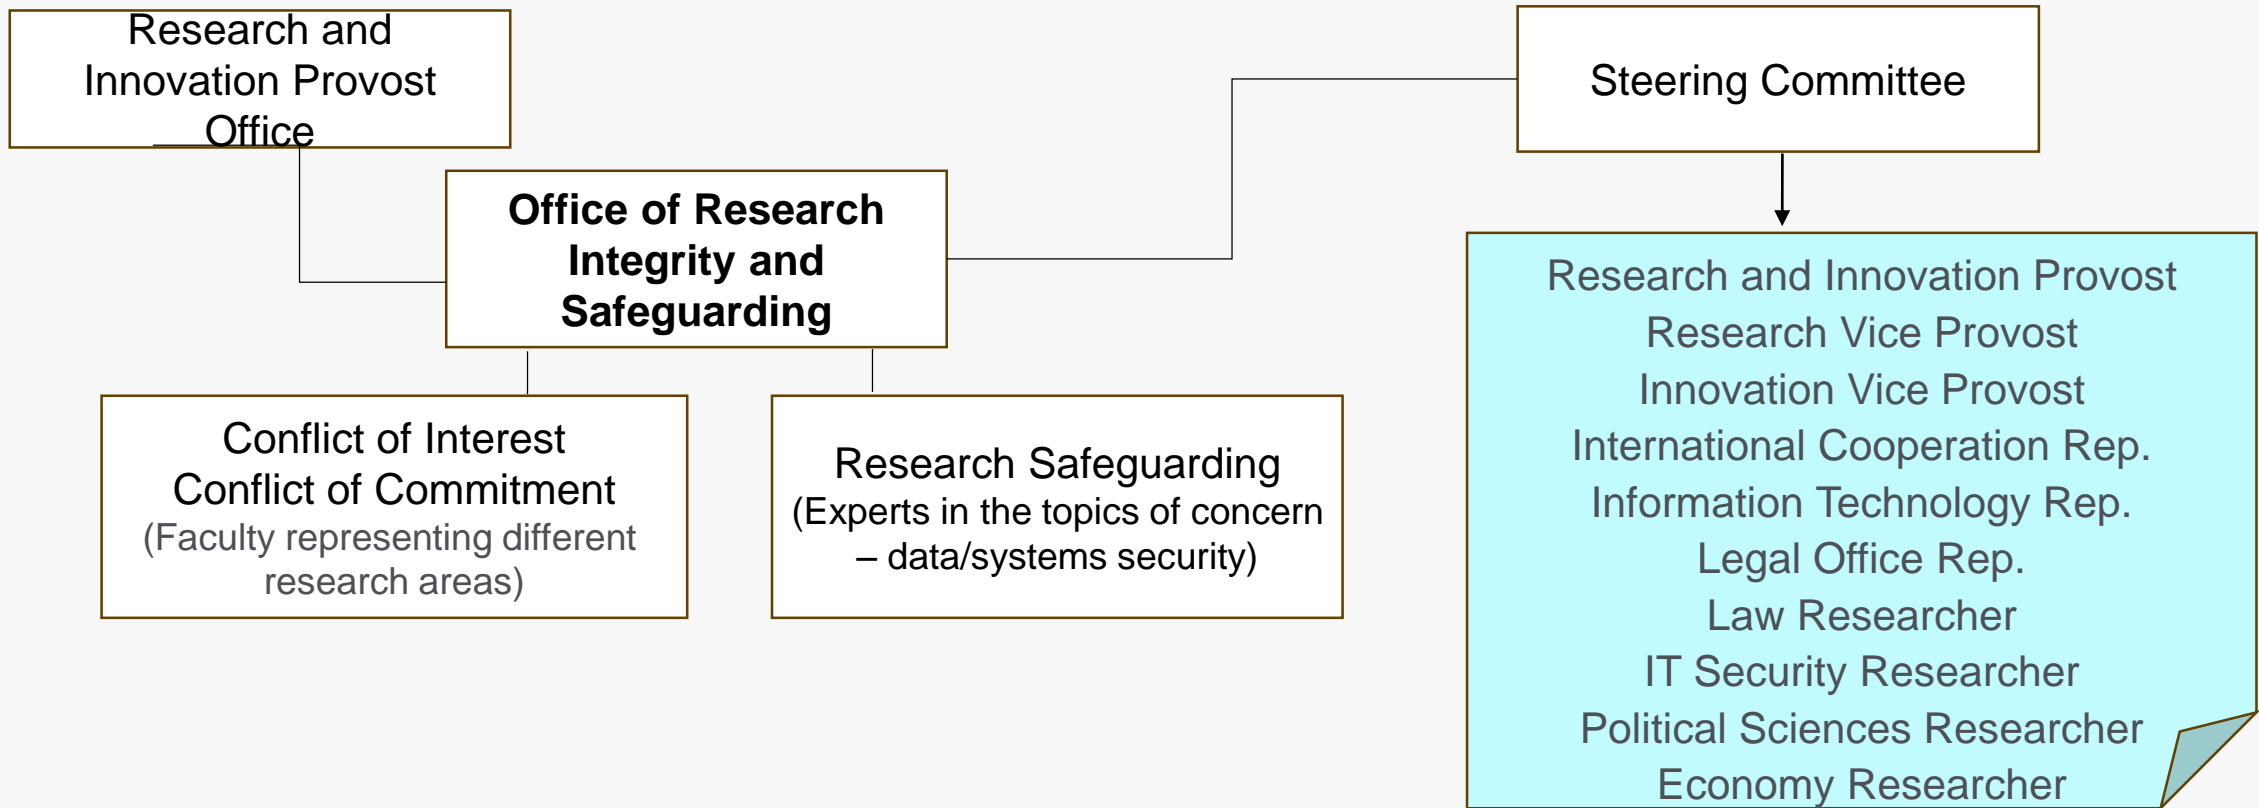 Research and
Innovation Provost
Office
Steering Committee
Office of Research
Integrity and
Safeguarding
Conflict of Interest
Conflict of Commitment
(Faculty representing different
research areas)
Research Safeguarding
(Experts in the topics of concern
– data/systems security)
Research and Innovation Provost
Research Vice Provost
Innovation Vice Provost
International Cooperation Rep.
Information Technology Rep.
Legal Office Rep.
Law Researcher
IT Security Researcher
Political Sciences Researcher
Economy Researcher